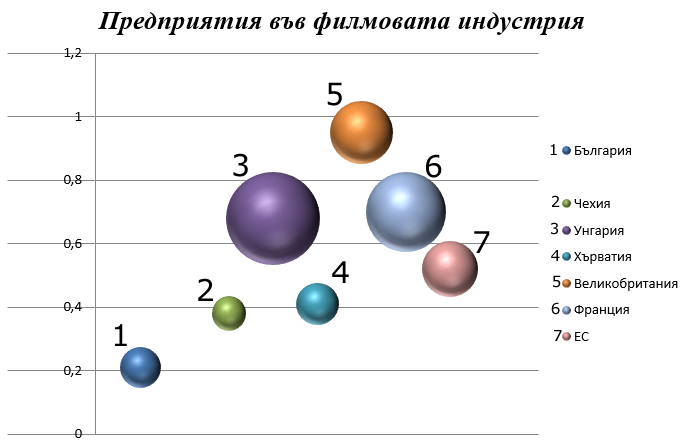 Предприятия във филмовата индустрия
1,2
1
0,8
0,6
0,4
0,2
0
1
2
3
4
5
6
7
1 България
2 Чехия
3 Унгария
4 Хърватия
5 Великобритания
6 Франция
7 ЕС